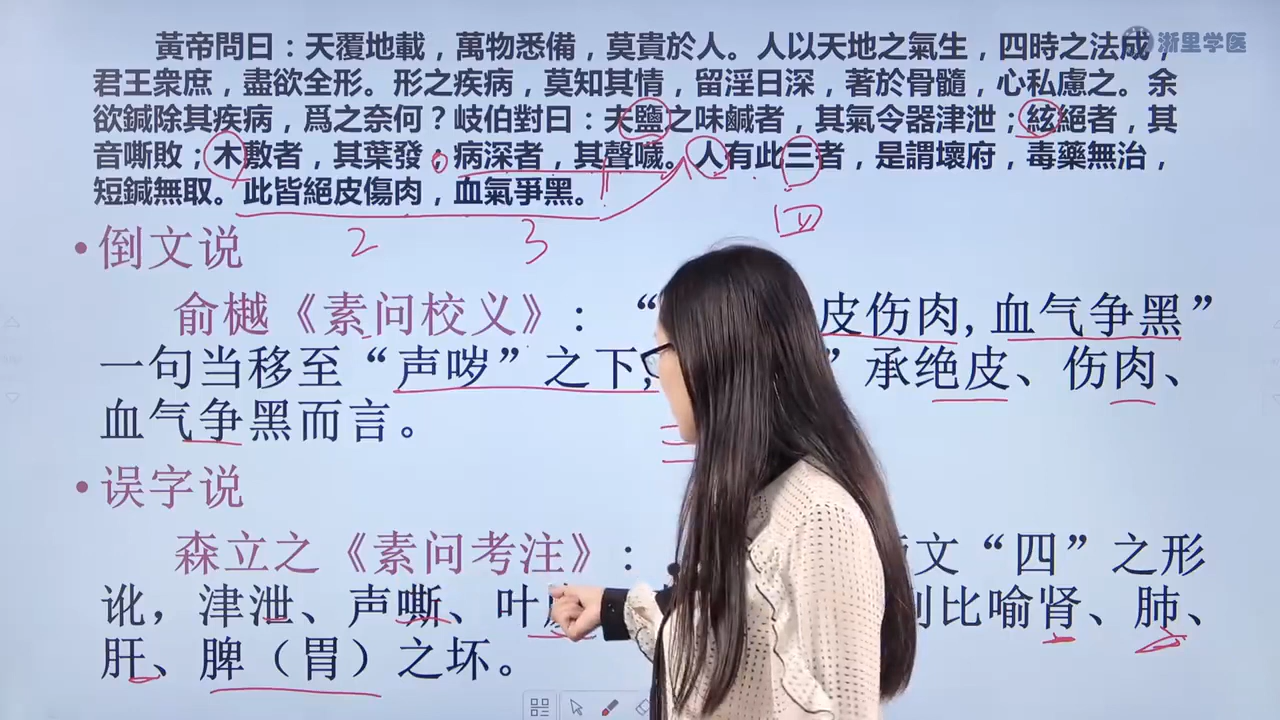 黃帝問曰：天覆地載，萬物悉備，莫貴於人。人以天地之氣生，四時之法成，
浙里学医
君王衆庶，盡欲全形。形之疾病，莫知其情，留淫日深，著於骨髓，心私慮之。余
欲鍼除其疾病，爲之奈何？岐伯對曰：夫鹽之味鹹者，其氣令器津泄；絃絕者，其
音嘶敗；木敷者，其葉發；病深者，其聲噦。人有此三者，是謂壞府，毒藥無治，
短鍼無取。此皆絕皮傷肉，血氣爭黑。
1
四
2 3
•倒文说
俞樾《素问校义》：“皮伤肉，血气争黑”
一句当移至“声哕”之下，”承绝皮、伤肉、
血气争黑而言。
三
•误字说
森立之《素问考注》：文“四”之形
讹，津泄、声嘶、叶比喻肾、肺、
肝、脾（胃）之坏。